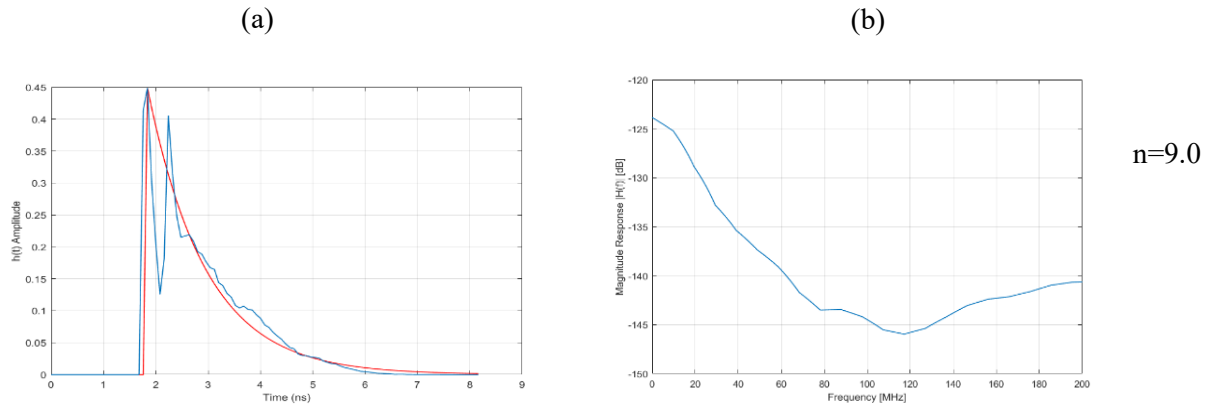 (a)
(b)
0.45
0.4
0.35
0.3
0.25
0.2
0.15
0.1
0.05
0
h(t) Amplitude
0 1 2 3 4 5 6 7 8 9
Time (ns)
-120
-125
-130
-135
-140
-145
-150
Magnitude Response |H(f)| [dB]
0 20 40 60 80 100 120 140 160 180 200
Frequency [MHz]
n=9.0